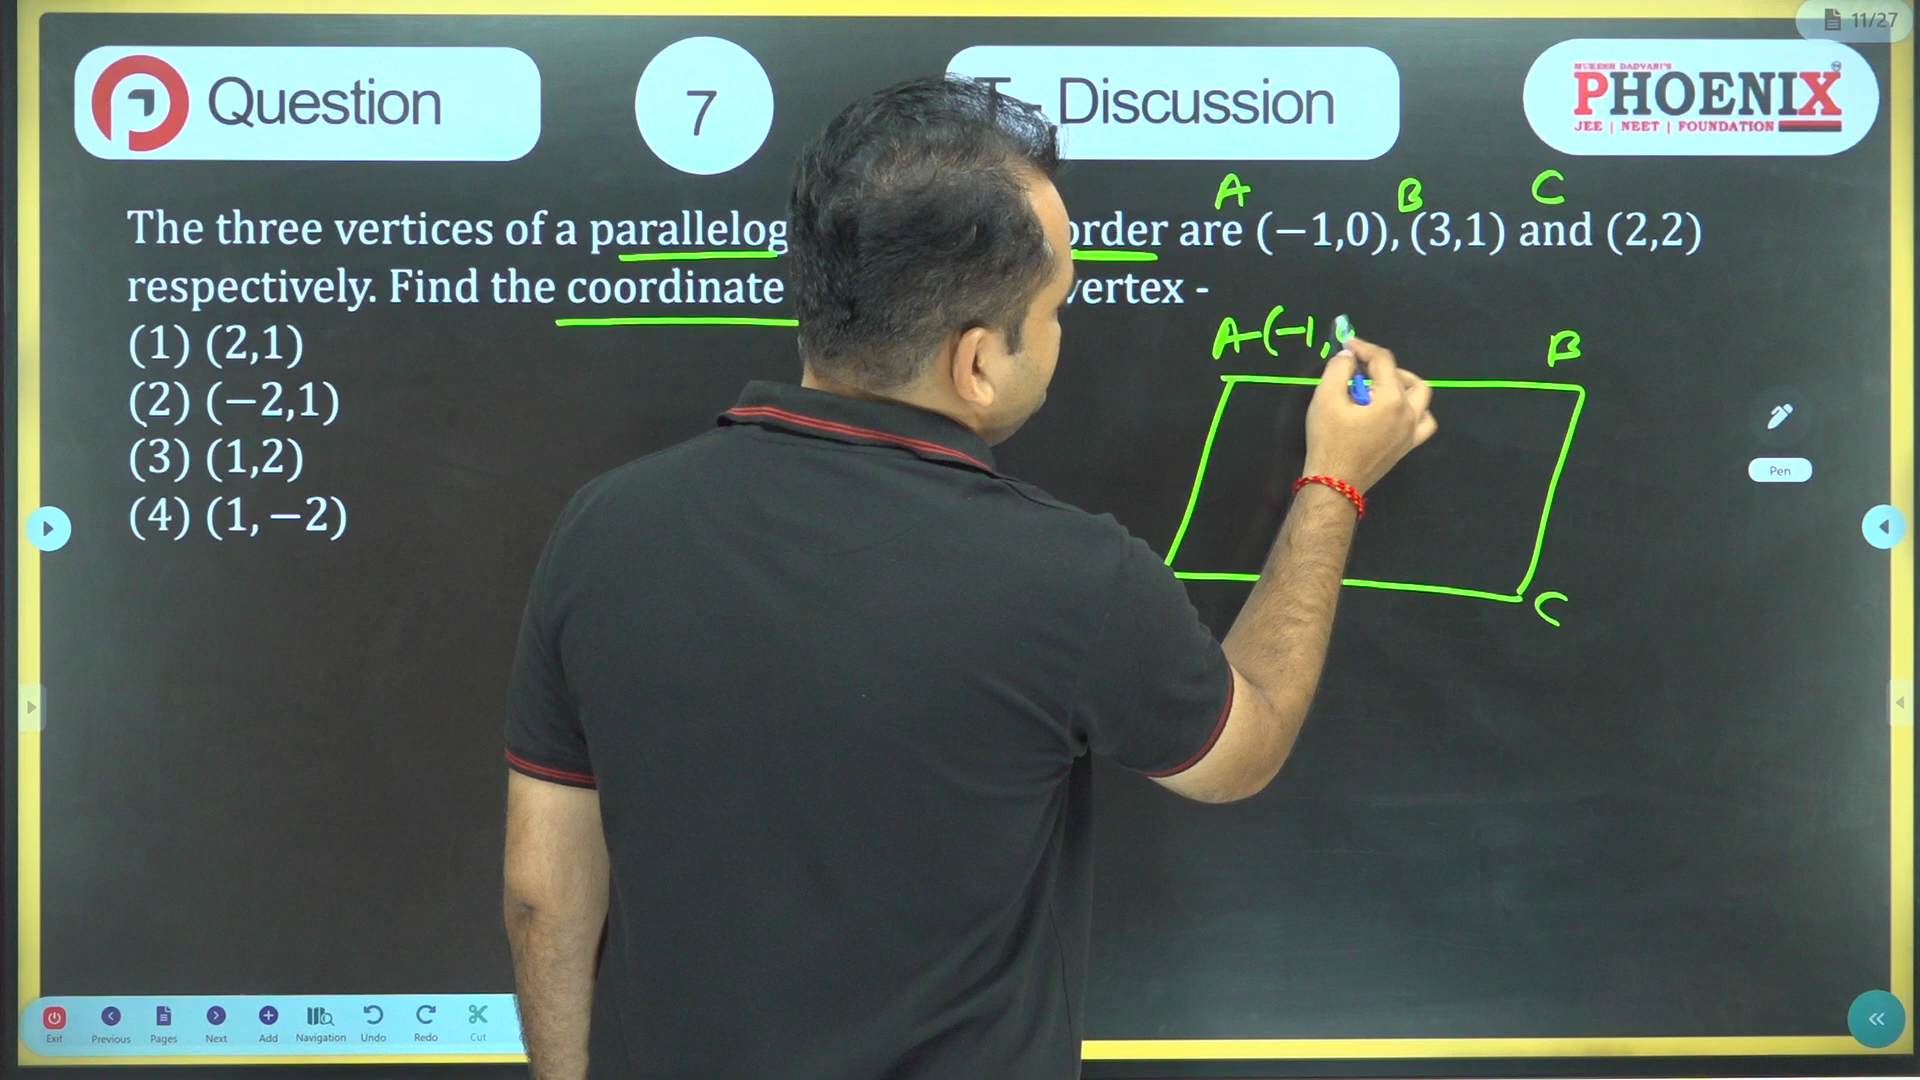 11/27
Question
7
T - Discussion
MUKESH DADVANI'S
PHOENIX
JEE | NEET | FOUNDATION
A B C
The three vertices of a parallelog order are (−1,0), (3,1) and (2,2)
respectively. Find the coordinate vertex -
(1) (2,1)
(2) (−2,1)
(3) (1,2)
(4) (1, −2)
A-(-1,
B
C
Pen
Exit Previous Pages Next Add Navigation Undo Redo Cut